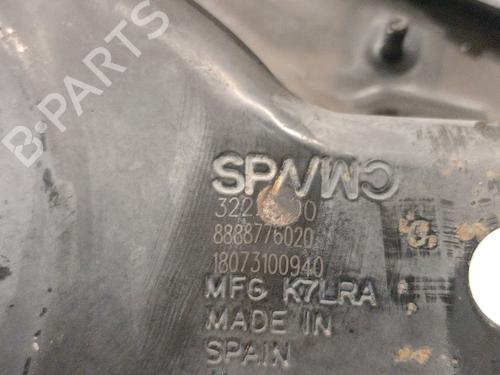 B-PARTS
8888776020
18073100940
MFG K7LRA
MADE IN
SPAIN